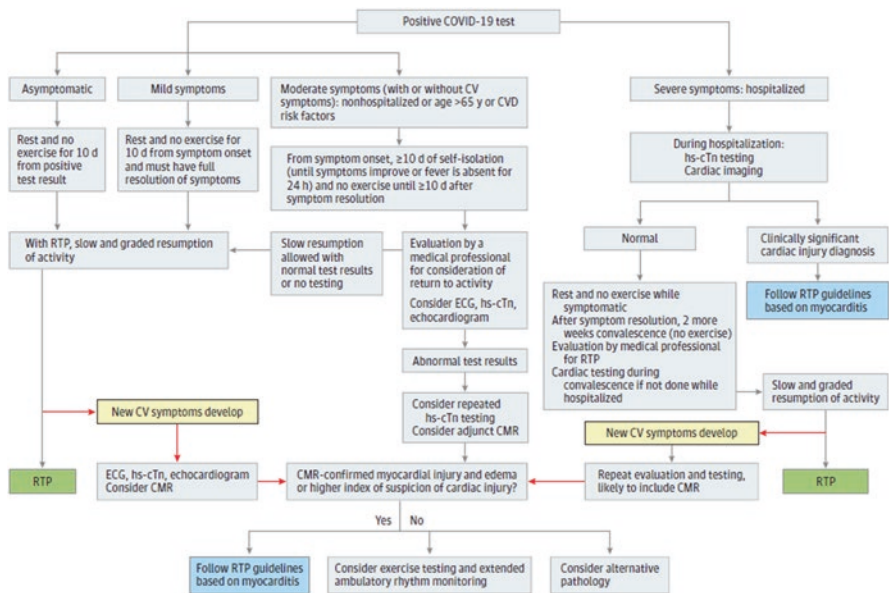 Positive COVID-19 test
Asymptomatic
Mild symptoms
Moderate symptoms (with or without CV
symptoms): nonhospitalized or age >65 y or CVD
risk factors
Severe symptoms: hospitalized
Rest and no
exercise for 10 d
from positive
test result
Rest and no exercise for
10 d from symptom onset
and must have full
resolution of symptoms
From symptom onset, ≥10 d of self-isolation
(until symptoms improve or fever is absent for
24 h) and no exercise until ≥10 d after
symptom resolution
During hospitalization:
hs-cTn testing
Cardiac imaging
With RTP, slow and graded resumption
of activity
Slow resumption
allowed with
normal test results
or no testing
Evaluation by a
medical professional
for consideration of
return to activity
Consider ECG, hs-cTn,
echocardiogram
Normal
Clinically significant
cardiac injury diagnosis
Rest and no exercise while
symptomatic
After symptom resolution, 2 more
weeks convalescence (no exercise)
Evaluation by medical professional
for RTP
Cardiac testing during
convalescence if not done while
hospitalized
Follow RTP guidelines
based on myocarditis
Abnormal test results
Consider repeated
hs-cTn testing
Consider adjunct CMR
Slow and graded
resumption of activity
New CV symptoms develop
New CV symptoms develop
RTP
ECG, hs-cTn, echocardiogram
Consider CMR
CMR-confirmed myocardial injury and edema
or higher index of suspicion of cardiac injury?
Repeat evaluation and testing,
likely to include CMR
RTP
Yes
No
Follow RTP guidelines
based on myocarditis
Consider exercise testing and extended
ambulatory rhythm monitoring
Consider alternative
pathology